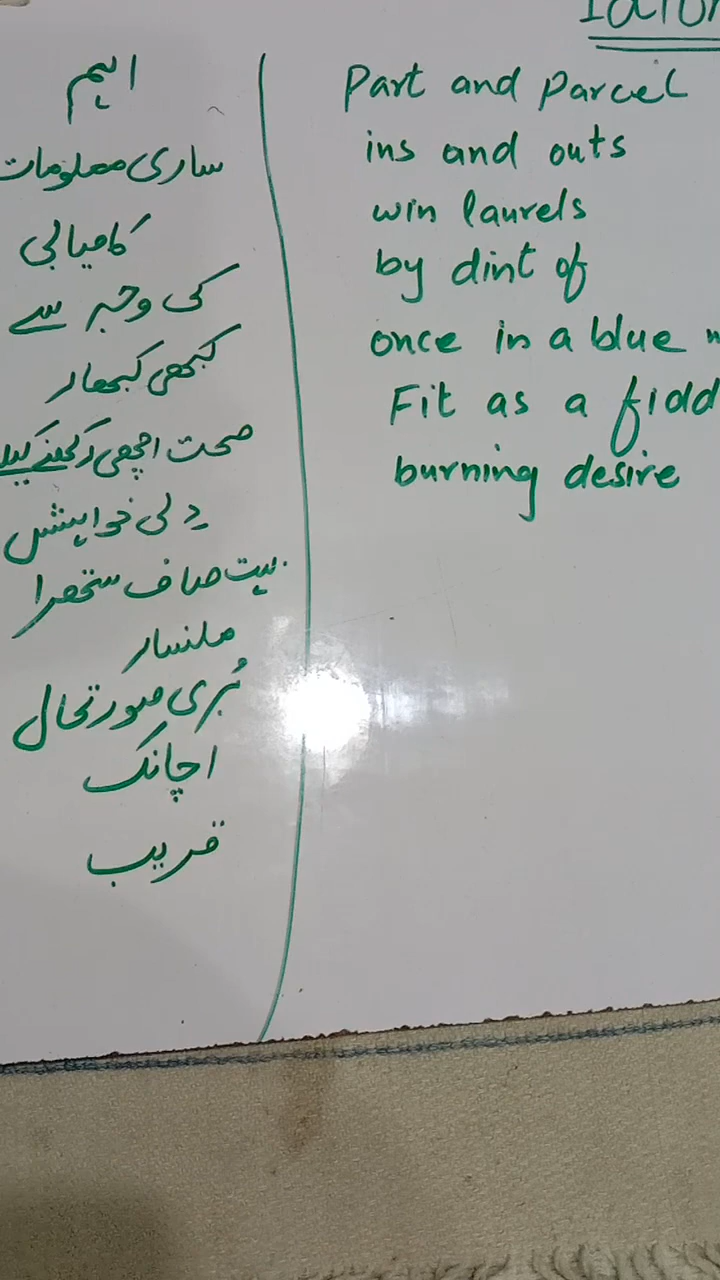 اہم
ساری معلومات
کامیابی
کی وجہ سے
کبھی کبھار
صحت اچھی رکھنے کیلئے
دلی خواہش
بہت صاف ستھرا
ملنسار
بُری صورتحال
اچانک
قریب
Part and parcel
ins and outs
win laurels
by dint of
once in a blue
Fit as a
burning desire